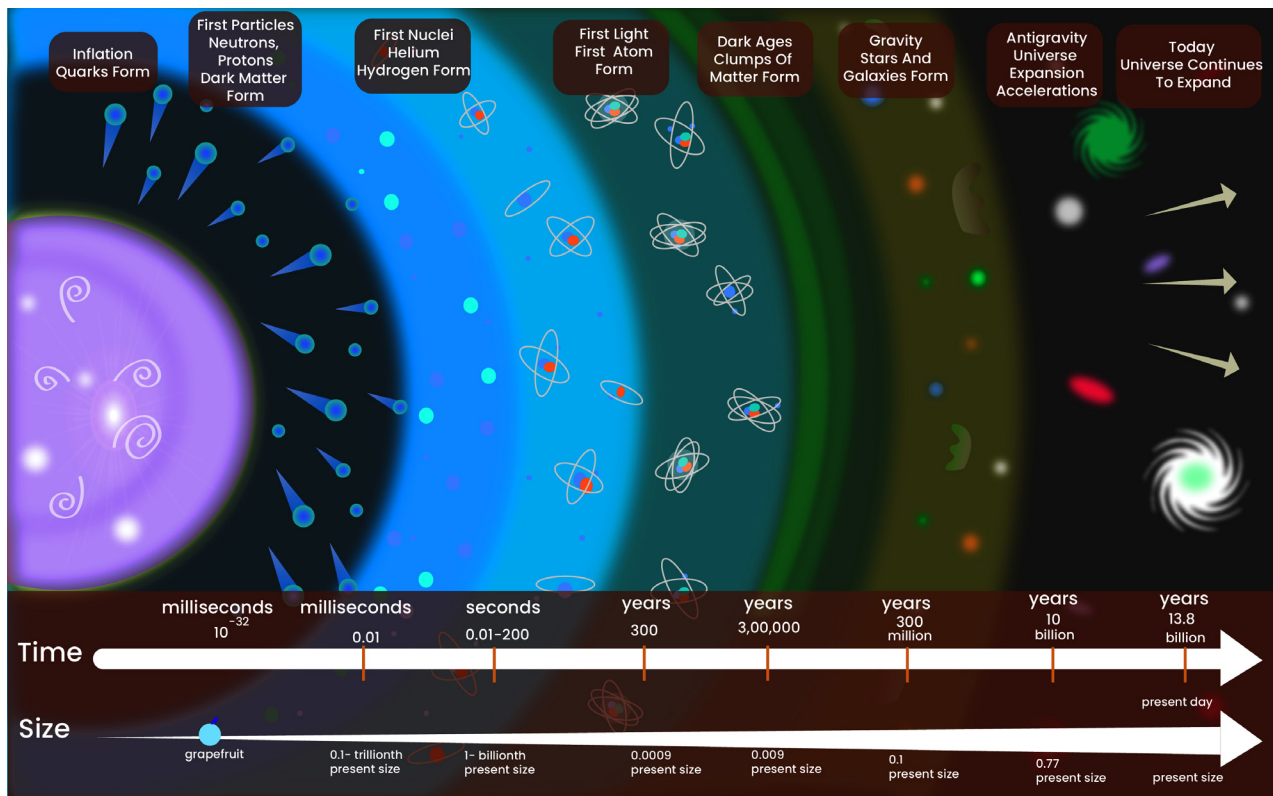 Inflation
Quarks Form
First Particles
Neutrons,
Protons
Dark Matter
Form
First Nuclei
Helium
Hydrogen Form
First Light
First Atom
Form
Dark Ages
Clumps Of
Matter Form
Gravity
Stars And
Galaxies Form
Antigravity
Universe
Expansion
Accelerations
Today
Universe Continues
To Expand
Time
milliseconds
10⁻³²
milliseconds
0.01
seconds
0.01-200
years
300
years
3,00,000
years
300
million
years
10
billion
years
13.8
billion
present day
Size
grapefruit
0.1- trillionth
present size
1- billionth
present size
0.0009
present size
0.009
present size
0.1
present size
0.77
present size
present size